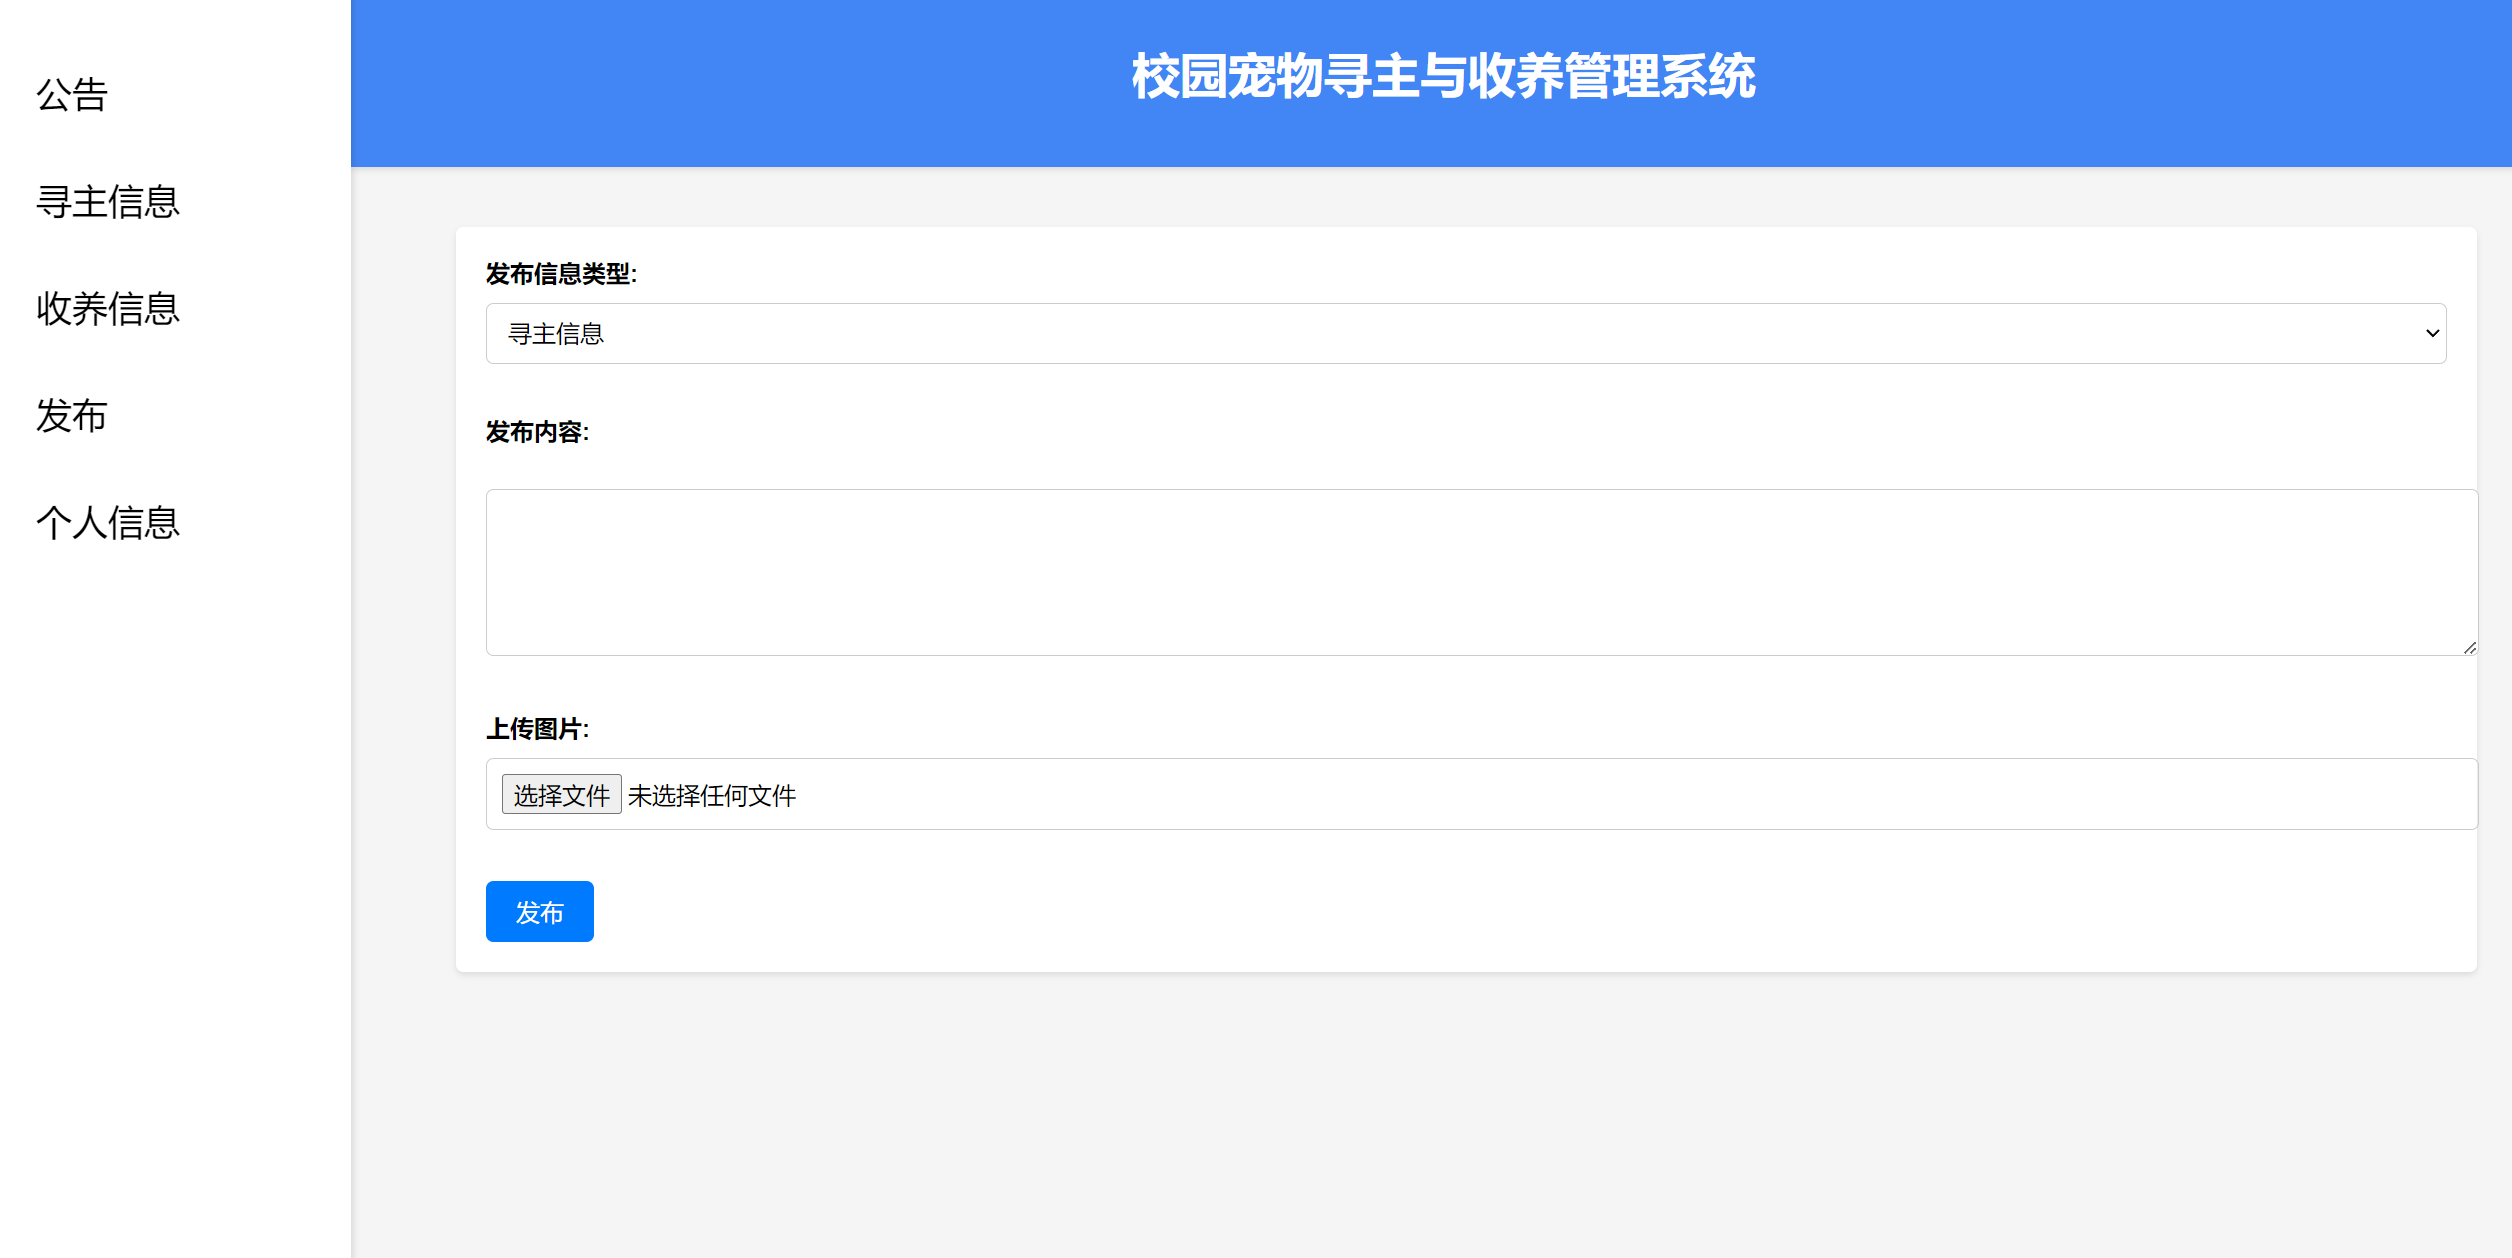 公告
寻主信息
收养信息
发布
个人信息
校园宠物寻主与收养管理系统
发布信息类型:
寻主信息
发布内容:
上传图片:
选择文件 未选择任何文件
发布